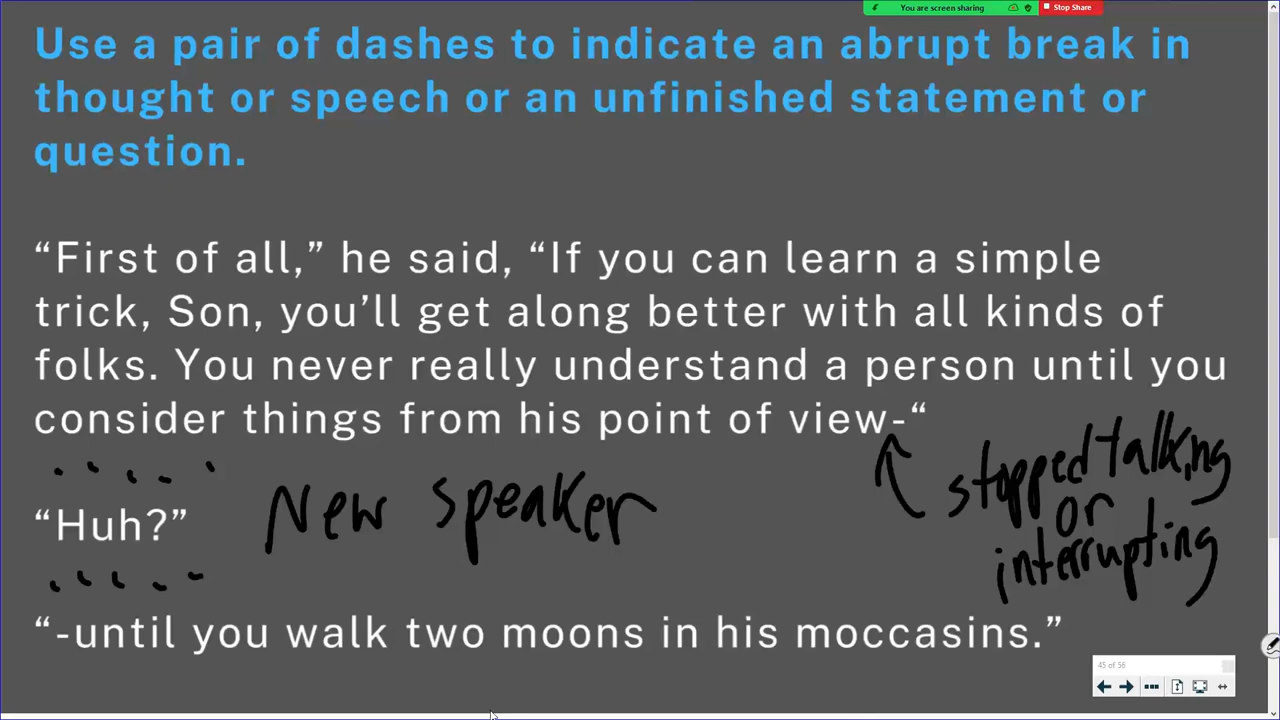 You are screen sharing Stop Share
Use a pair of dashes to indicate an abrupt break in
thought or speech or an unfinished statement or
question.
“First of all,” he said, “If you can learn a simple
trick, Son, you’ll get along better with all kinds of
folks. You never really understand a person until you
consider things from his point of view-“
stopped talking
or
interrupting
“Huh?” New speaker
“-until you walk two moons in his moccasins.”
45 of 56